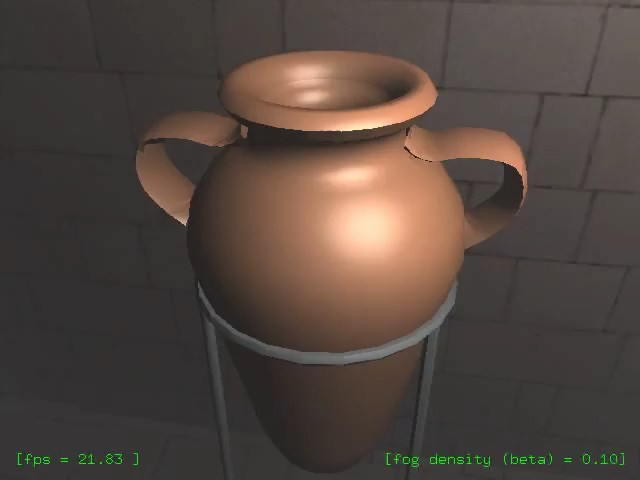 [fps = 21.83 ]
[fog density (beta) = 0.10]